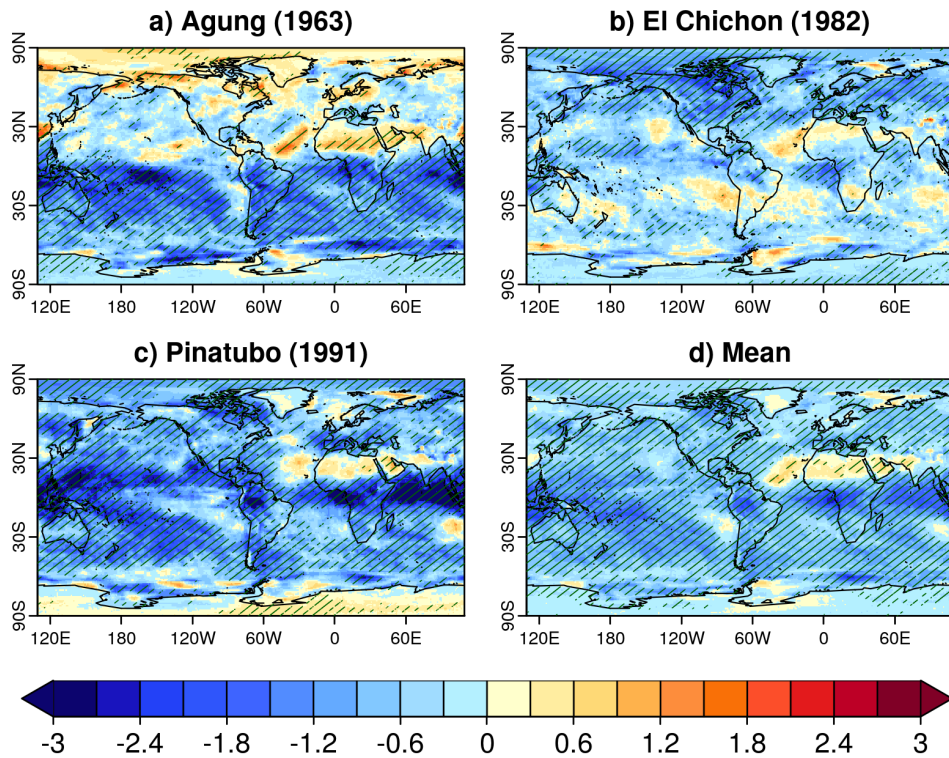 a) Agung (1963)
b) El Chichon (1982)
90N
30N
30S
90S
120E 180 120W 60W 0 60E
90N
30N
30S
90S
120E 180 120W 60W 0 60E
c) Pinatubo (1991)
d) Mean
90N
30N
30S
90S
120E 180 120W 60W 0 60E
90N
30N
30S
90S
120E 180 120W 60W 0 60E
-3 -2.4 -1.8 -1.2 -0.6 0 0.6 1.2 1.8 2.4 3